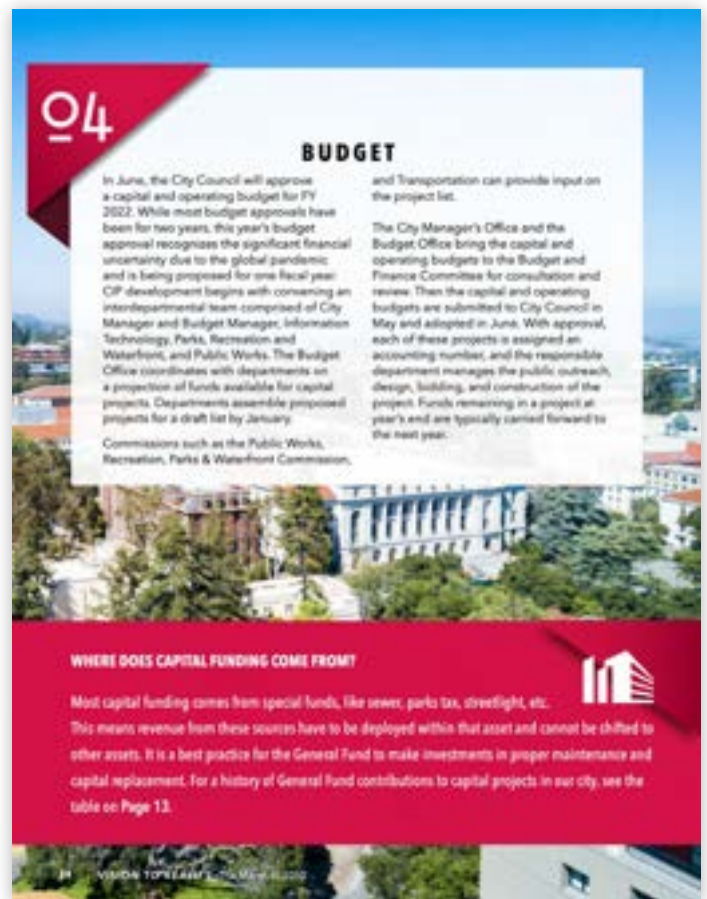 04
BUDGET
In June, the City Council will approve
a capital and operating budget for FY
2022. While most budget approvals have
been for two years, this year's budget
approval recognizes the significant financial
uncertainty due to the global pandemic
and is being proposed for one fiscal year.
CIP development begins with convening an
interdepartmental team comprised of City
Manager and Budget Manager, Information
Technology, Parks, Recreation and
Waterfront, and Public Works. The Budget
Office coordinates with departments on
a projection of funds available for capital
projects. Departments assemble proposed
projects for a draft list by January.
Commissions such as the Public Works,
Recreation, Parks & Waterfront Commission,
and Transportation can provide input on
the project list.
The City Manager's Office and the
Budget Office bring the capital and
operating budgets to the Budget and
Finance Committee for consultation and
review. Then the capital and operating
budgets are submitted to City Council in
May and adopted in June. With approval,
each of these projects is assigned an
accounting number, and the responsible
department manages the public outreach,
design, bidding, and construction of the
project. Funds remaining in a project at
year's end are typically carried forward to
the next year.
WHERE DOES CAPITAL FUNDING COME FROM?
Most capital funding comes from special funds, like sewer, parks tax, streetlight, etc.
This means revenue from these sources have to be deployed within that asset and cannot be shifted to
other assets. It is a best practice for the General Fund to make investments in proper maintenance and
capital replacement. For a history of General Fund contributions to capital projects in our city, see the
table on Page 13.
VISION TO